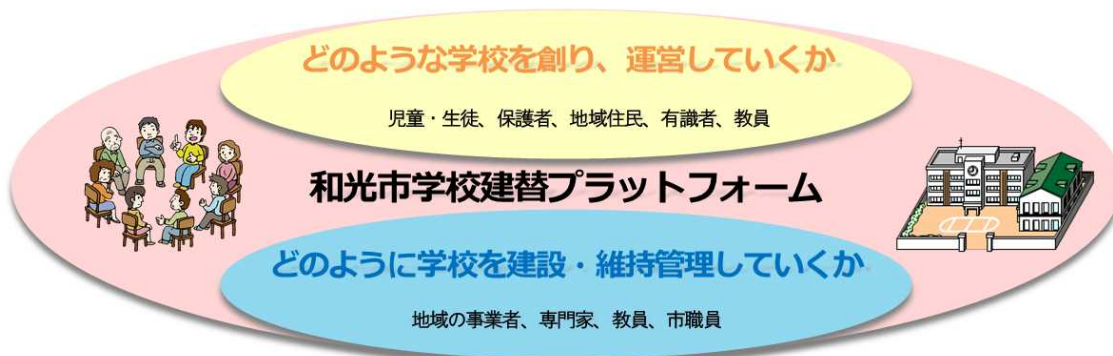 どのような学校を創り、運営していくか
児童・生徒、保護者、地域住民、有識者、教員
和光市学校建替プラットフォーム
どのように学校を建設・維持管理していくか
地域の事業者、専門家、教員、市職員